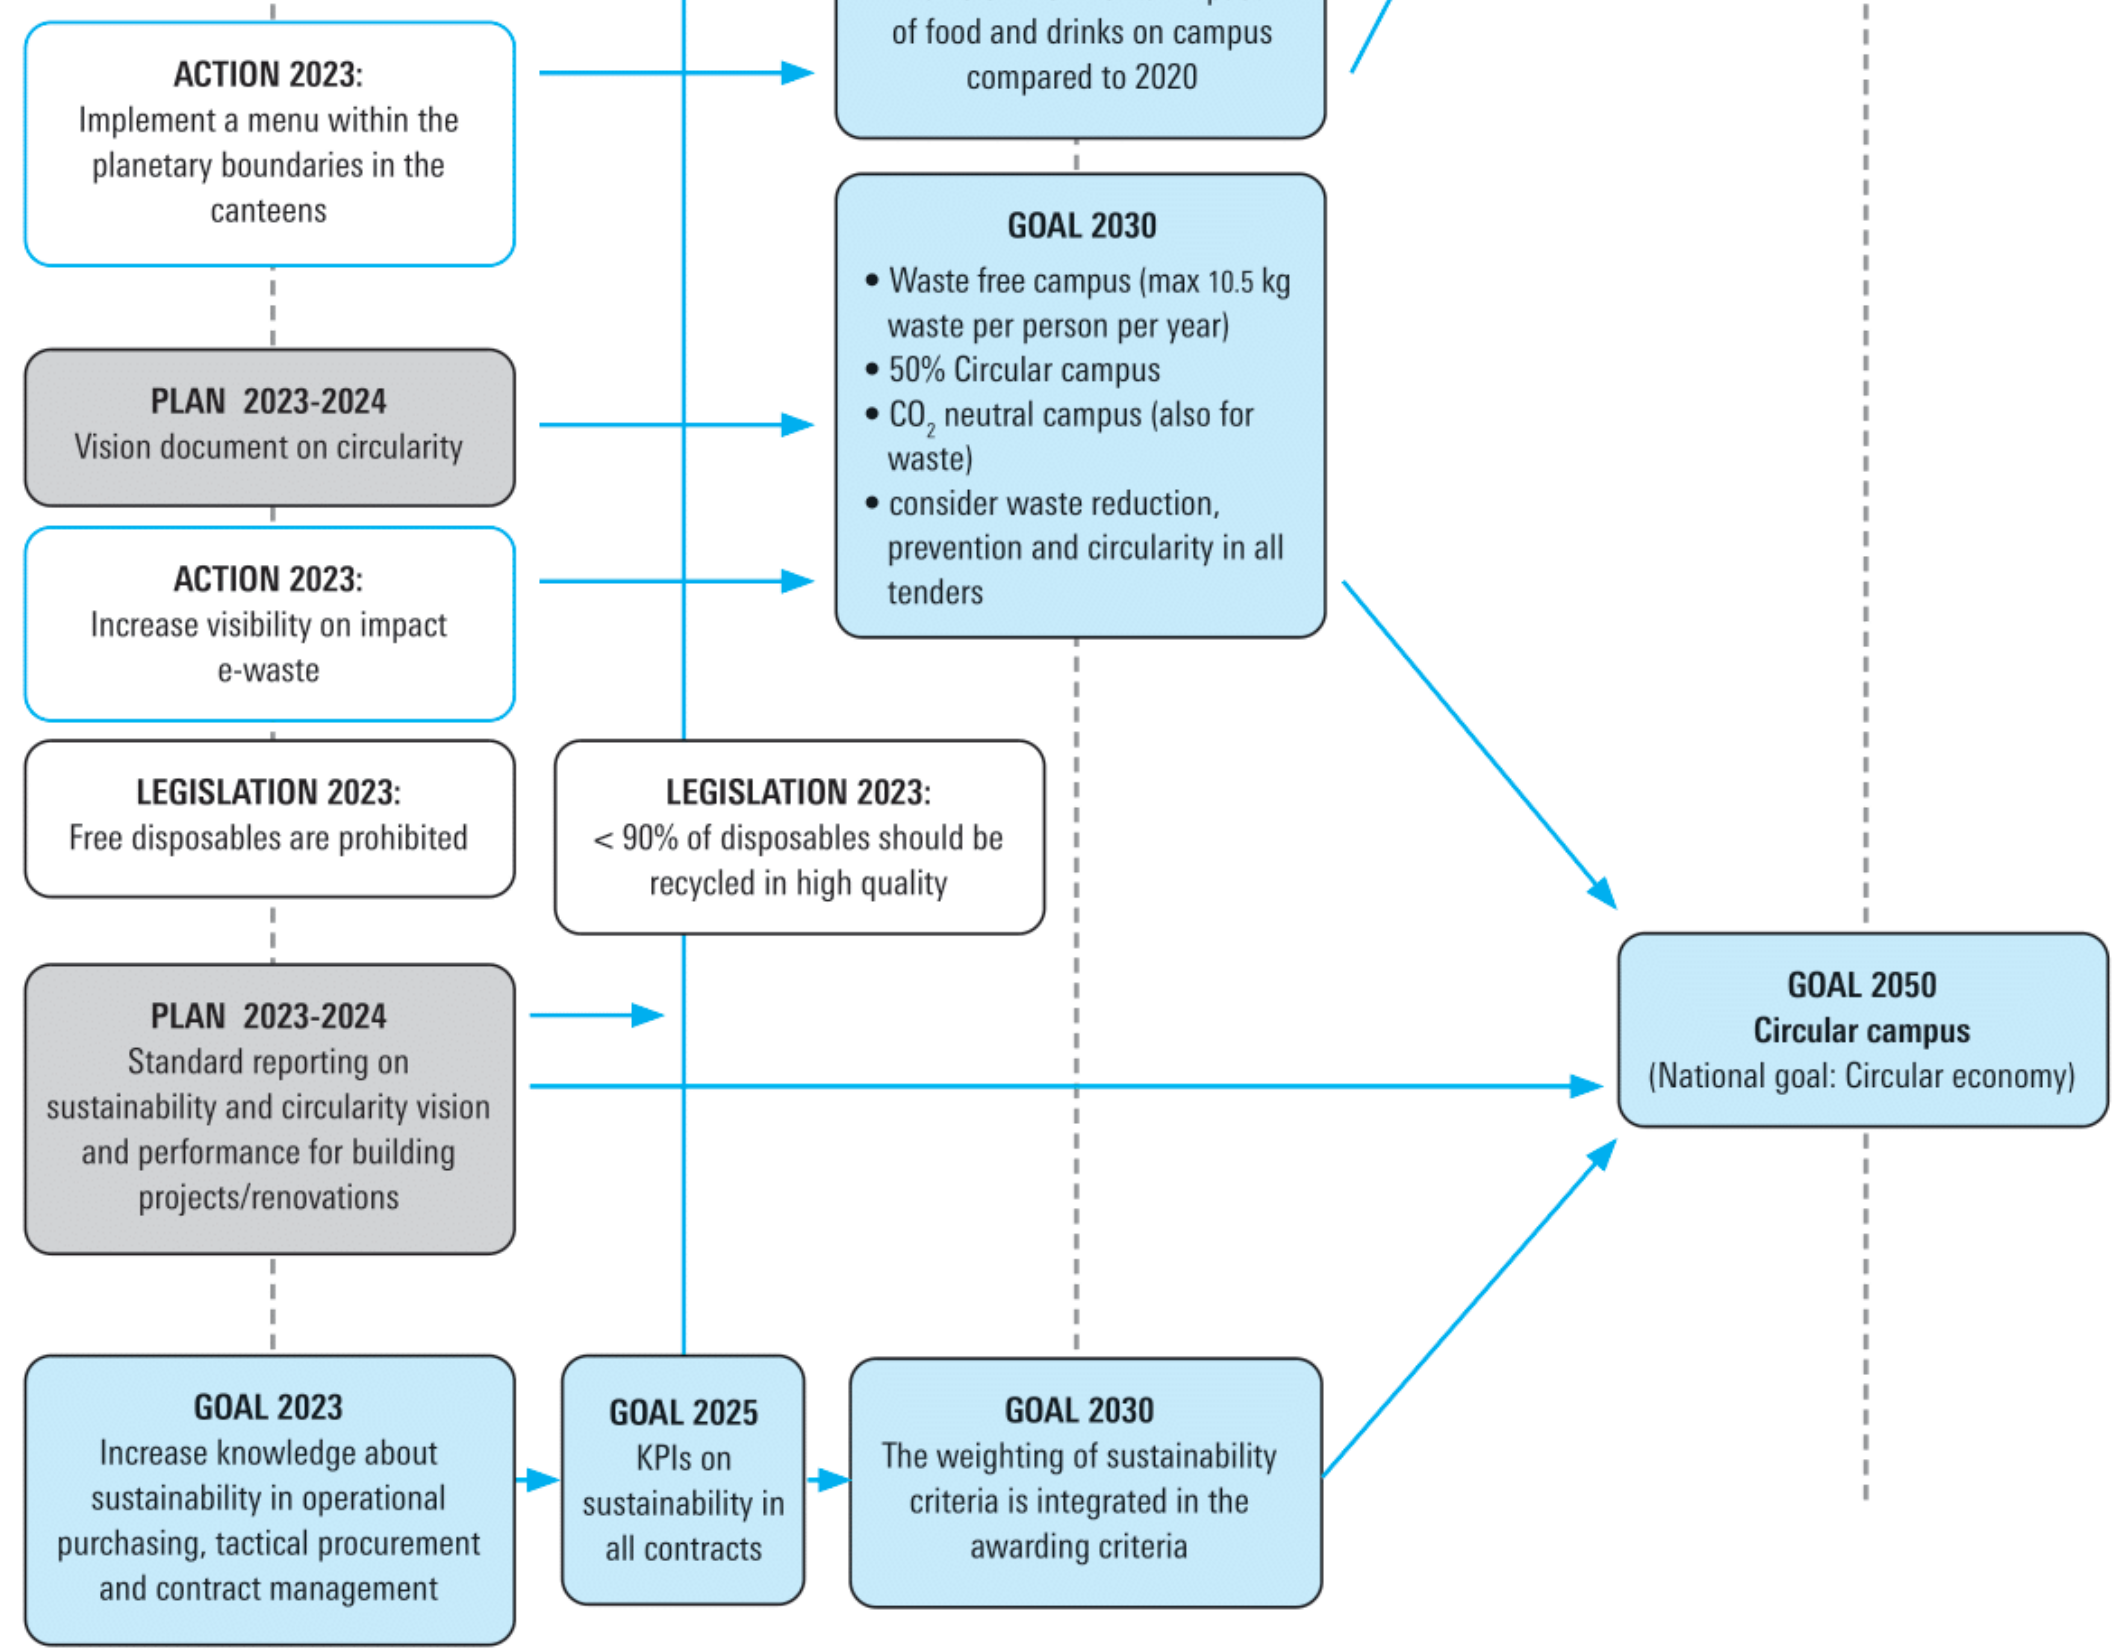 of food and drinks on campus
compared to 2020
ACTION 2023:
Implement a menu within the
planetary boundaries in the
canteens
GOAL 2030
• Waste free campus (max 10.5 kg
waste per person per year)
• 50% Circular campus
• CO₂ neutral campus (also for
waste)
• consider waste reduction,
prevention and circularity in all
tenders
PLAN 2023-2024
Vision document on circularity
ACTION 2023:
Increase visibility on impact
e-waste
LEGISLATION 2023:
Free disposables are prohibited
LEGISLATION 2023:
< 90% of disposables should be
recycled in high quality
PLAN 2023-2024
Standard reporting on
sustainability and circularity vision
and performance for building
projects/renovations
GOAL 2050
Circular campus
(National goal: Circular economy)
GOAL 2023
Increase knowledge about
sustainability in operational
purchasing, tactical procurement
and contract management
GOAL 2025
KPIs on
sustainability in
all contracts
GOAL 2030
The weighting of sustainability
criteria is integrated in the
awarding criteria